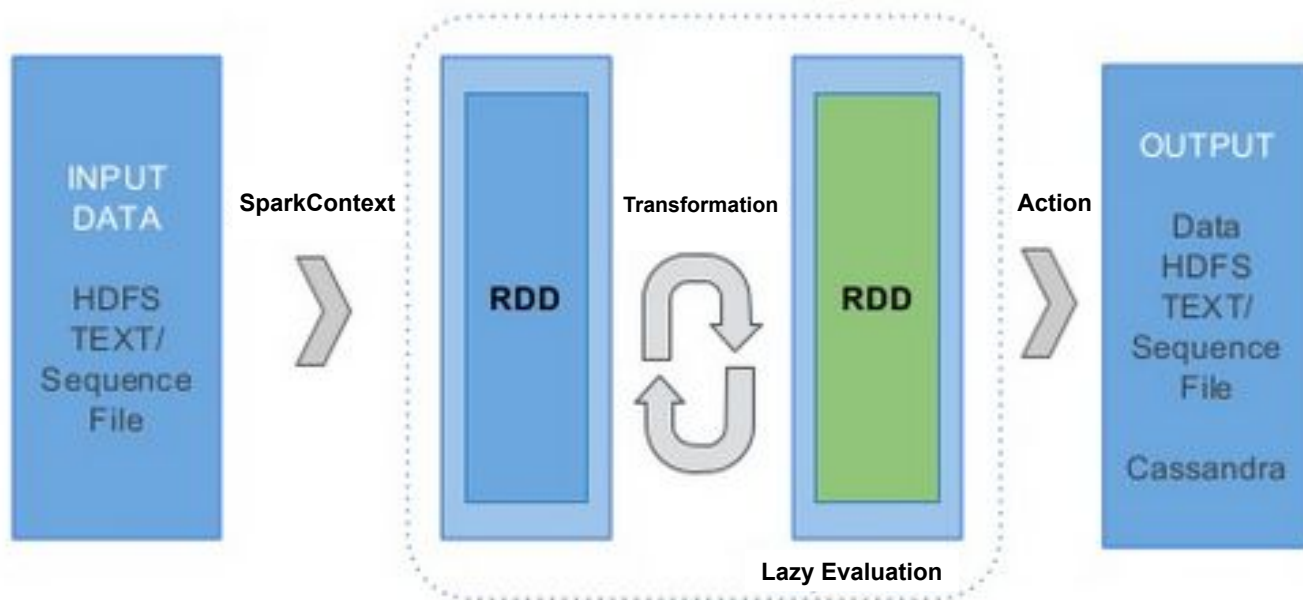 INPUT
DATA
HDFS
TEXT/
Sequence
File
SparkContext
RDD
Transformation
RDD
Lazy Evaluation
Action
OUTPUT
Data
HDFS
TEXT/
Sequence
File
Cassandra